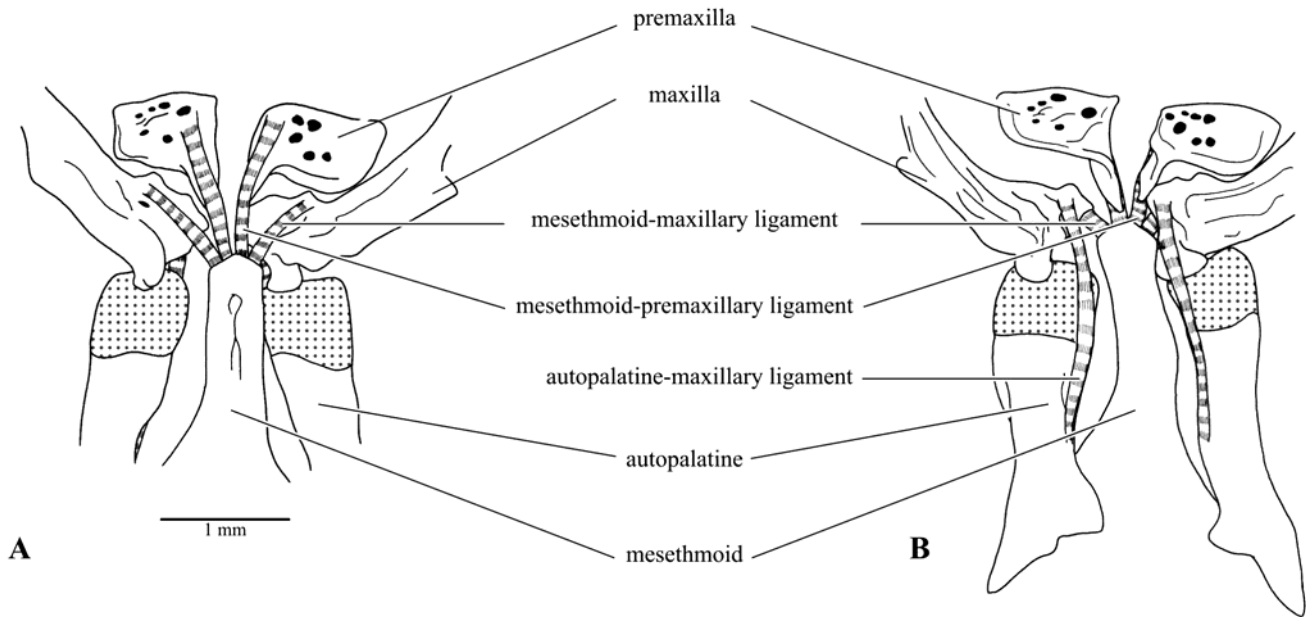 premaxilla
maxilla
mesethmoid-maxillary ligament
mesethmoid-premaxillary ligament
autopalatine-maxillary ligament
autopalatine
mesethmoid
1 mm
A
B